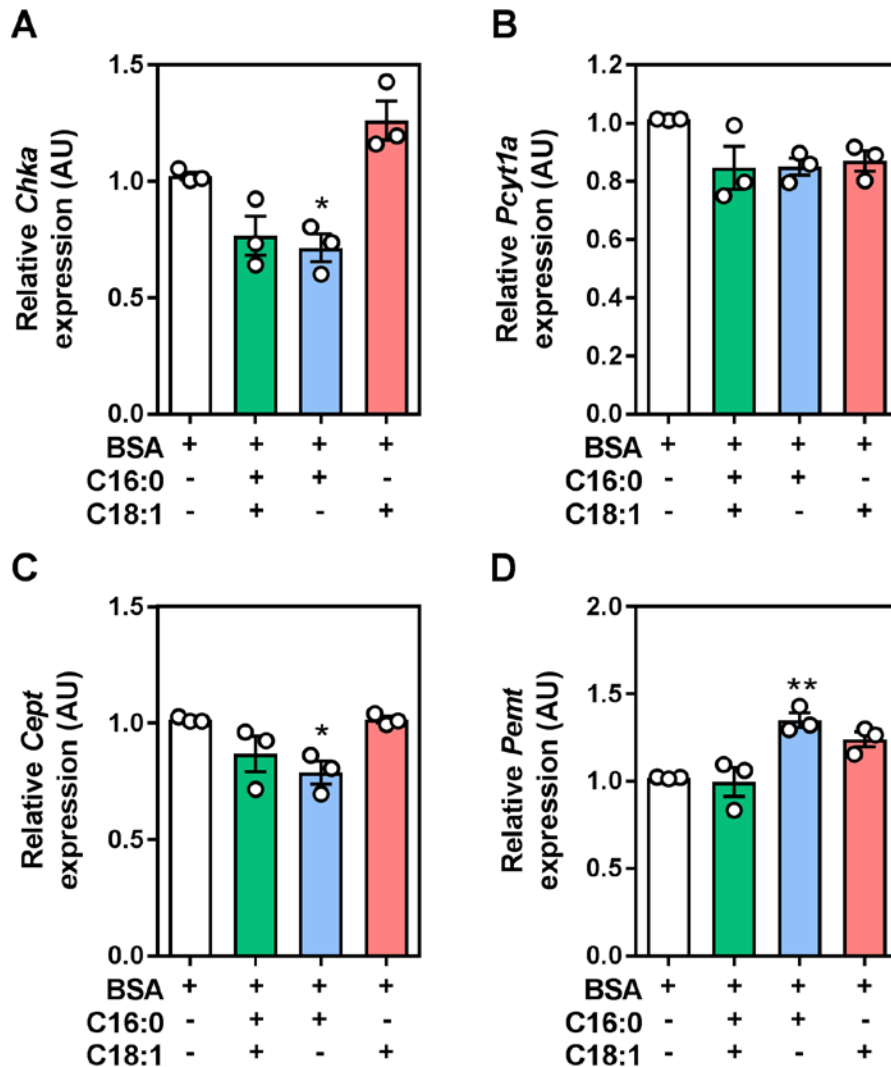 A
Relative Chka
expression (AU)
1.5
1.0
0.5
0.0
*
BSA + + + +
C16:0 - + + -
C18:1 - + - +
B
Relative Pcyt1a
expression (AU)
1.2
1.0
0.8
0.6
0.4
0.2
0.0
BSA + + + +
C16:0 - + + -
C18:1 - + - +
C
Relative Cept
expression (AU)
1.5
1.0
0.5
0.0
*
BSA + + + +
C16:0 - + + -
C18:1 - + - +
D
Relative Pemt
expression (AU)
2.0
1.5
1.0
0.5
0.0
**
BSA + + + +
C16:0 - + + -
C18:1 - + - +